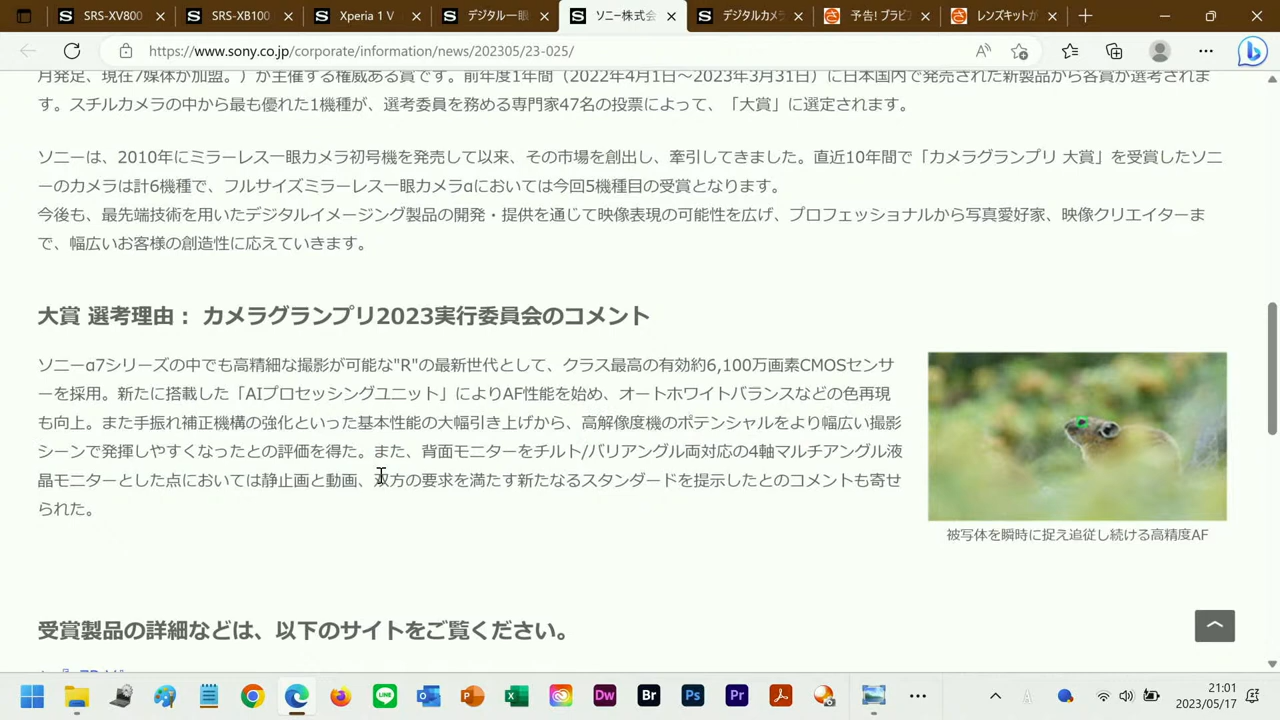 SRS-XV800
SRS-XB100
Xperia 1 V
デジタル一眼
ソニー株式会
デジタルカメラ
予告! ブラビ
レンズキットが
https://www.sony.co.jp/corporate/information/news/202305/23-025/
月発足、現在7媒体が加盟。）が主催する権威ある賞です。前年度1年間（2022年4月1日～2023年3月31日）に日本国内で発売された新製品から各賞が選考されま
す。スチルカメラの中から最も優れた1機種が、選考委員を務める専門家47名の投票によって、「大賞」に選定されます。
ソニーは、2010年にミラーレス一眼カメラ初号機を発売して以来、その市場を創出し、牽引してきました。直近10年間で「カメラグランプリ 大賞」を受賞したソニ
ーのカメラは計6機種で、フルサイズミラーレス一眼カメラαにおいては今回5機種目の受賞となります。
今後も、最先端技術を用いたデジタルイメージング製品の開発・提供を通じて映像表現の可能性を広げ、プロフェッショナルから写真愛好家、映像クリエイターま
で、幅広いお客様の創造性に応えていきます。
大賞 選考理由： カメラグランプリ2023実行委員会のコメント
ソニーα7シリーズの中でも高精細な撮影が可能な"R"の最新世代として、クラス最高の有効約6,100万画素CMOSセンサ
ーを採用。新たに搭載した「AIプロセッシングユニット」によりAF性能を始め、オートホワイトバランスなどの色再現
も向上。また手振れ補正機構の強化といった基本性能の大幅引き上げから、高解像度機のポテンシャルをより幅広い撮影
シーンで発揮しやすくなったとの評価を得た。また、背面モニターをチルト/バリアングル両対応の4軸マルチアングル液
晶モニターとした点においては静止画と動画、双方の要求を満たす新たなるスタンダードを提示したとのコメントも寄せ
られた。
被写体を瞬時に捉え追従し続ける高精度AF
受賞製品の詳細などは、以下のサイトをご覧ください。
LINE
Dw
Br
Ps
Pr
21:01
2023/05/17